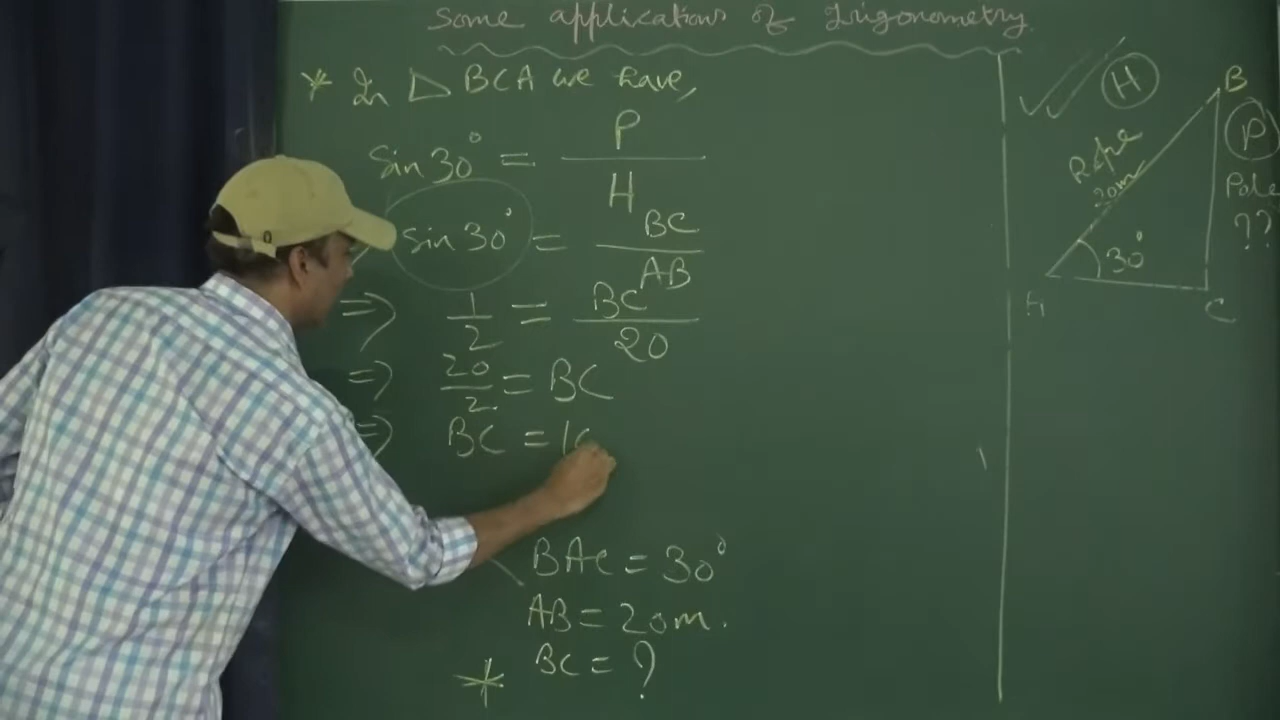 Some applications of Trigonometry.
* In △ BCA we have,
Sin 30° = P/H
Sin 30° = BC/AB
=> 1/2 = BC/20
=> 20/2 = BC
=> BC = 10
BAC = 30°
AB = 20m.
* BC = ?
H
B
Rope
20m
P
Pole
??
30°
A
C